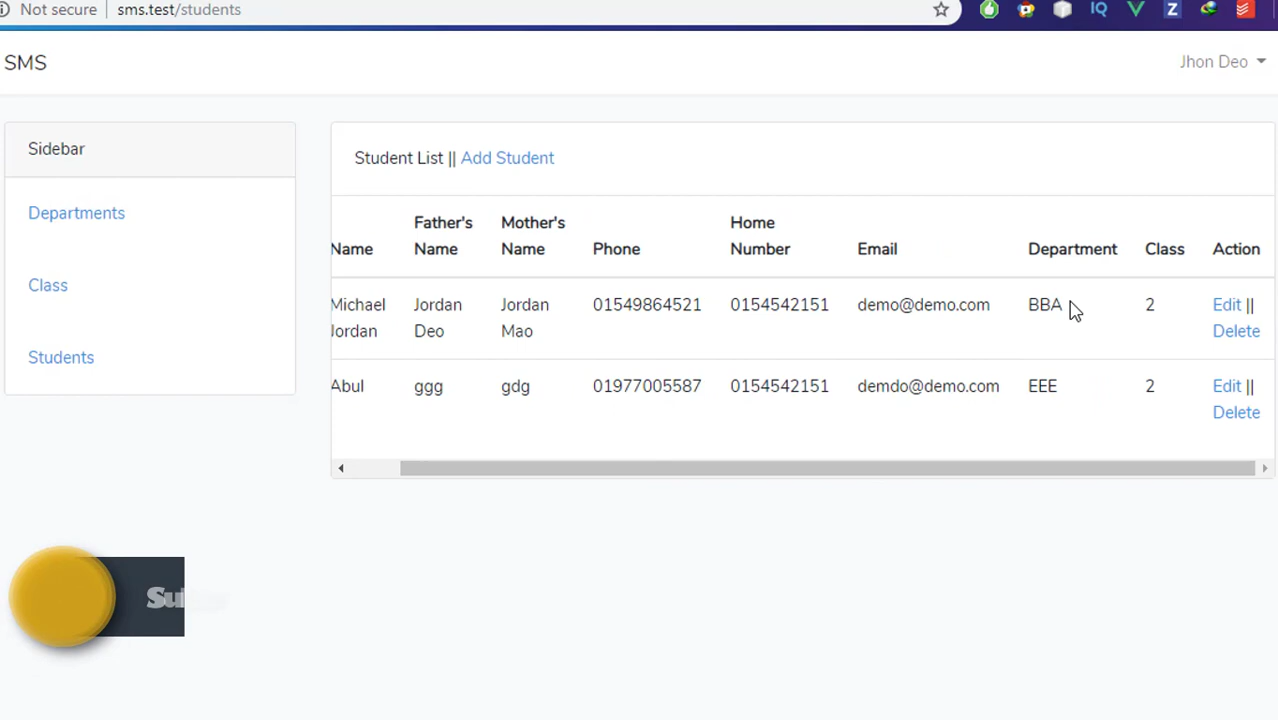 Not secure sms.test/students
SMS
Jhon Deo
Sidebar
Departments
Class
Students
Student List || Add Student
Name Father's Name Mother's Name Phone Home Number Email Department Class Action
Michael Jordan Jordan Deo Jordan Mao 01549864521 0154542151 demo@demo.com BBA 2 Edit || Delete
Abul ggg gdg 01977005587 0154542151 demdo@demo.com EEE 2 Edit || Delete